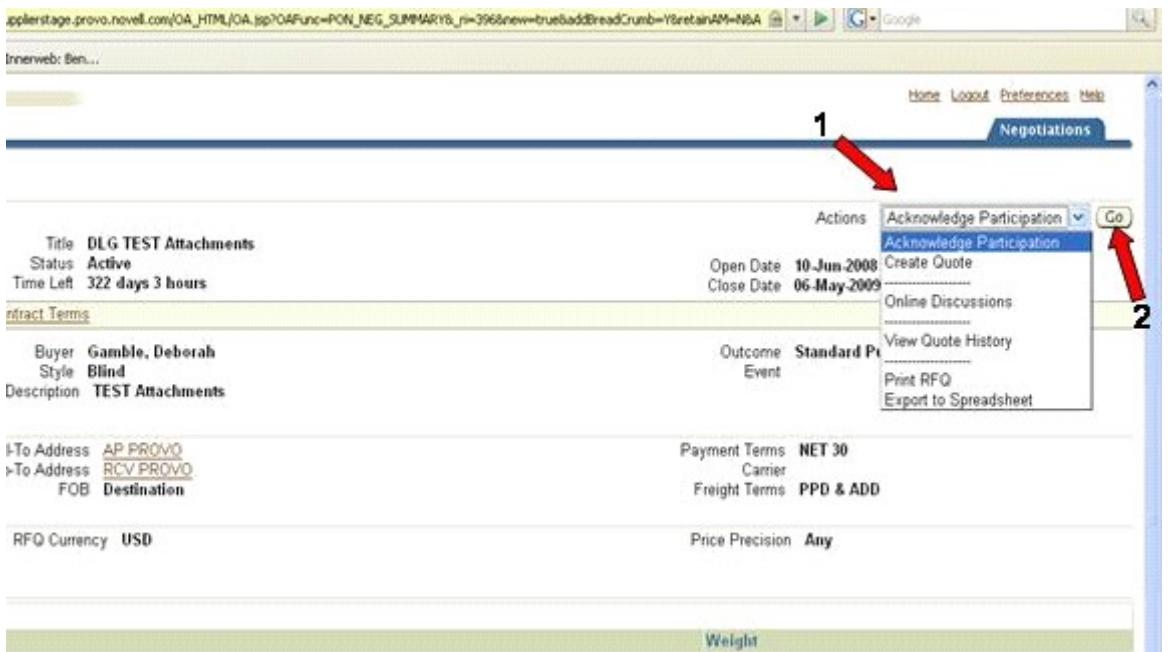 upplierstage.provo.novell.com/OA_HTML/OA.jsp?OAFunc=PON_NEG_SUMMARY&_ri=396&new=true&addBreadCrumb=Y&retainAM=N&A Google
Innerweb: Ben...
Home Logout Preferences Help
1
Negotiations
Actions Acknowledge Participation Go
Acknowledge Participation
Title DLG TEST Attachments
Status Active
Open Date 10-Jun-2008
Create Quote
Time Left 322 days 3 hours
Close Date 06-May-2009
--------------------
Online Discussions
2
--------------------
ntract Terms
View Quote History
Buyer Gamble, Deborah
Outcome Standard P
--------------------
Style Blind
Event
Print RFQ
Description TEST Attachments
Export to Spreadsheet
l-To Address AP PROVO
Payment Terms NET 30
-To Address RCV PROVO
Carrier
FOB Destination
Freight Terms PPD & ADD
RFQ Currency USD
Price Precision Any
Weight